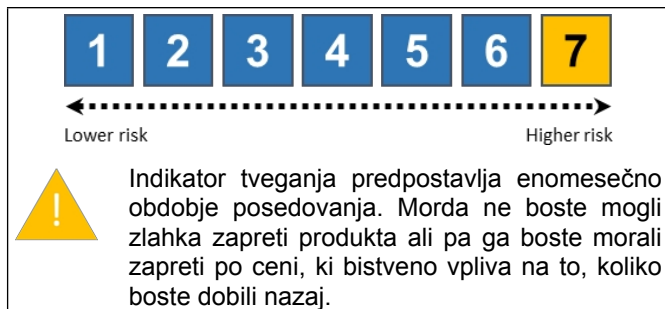 1 2 3 4 5 6 7
Lower risk Higher risk
!
Indikator tveganja predpostavlja enomesečno
obdobje posedovanja. Morda ne boste mogli
zlahka zapreti produkta ali pa ga boste morali
zapreti po ceni, ki bistveno vpliva na to, koliko
boste dobili nazaj.